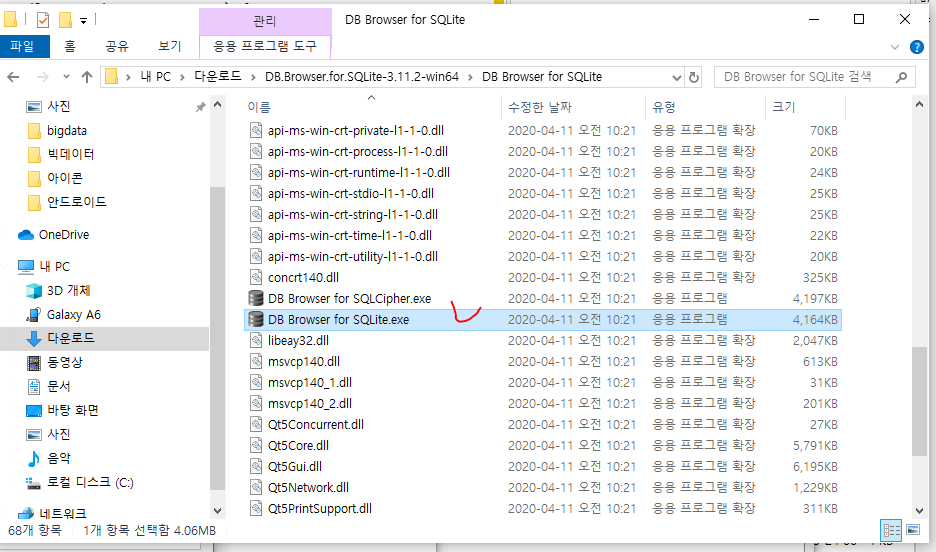 관리
DB Browser for SQLite
파일 홈 공유 보기 응용 프로그램 도구
내 PC > 다운로드 > DB.Browser.for.SQLite-3.11.2-win64 > DB Browser for SQLite
DB Browser for SQLite 검색
사진
bigdata
빅데이터
아이콘
안드로이드
OneDrive
내 PC
3D 개체
Galaxy A6
다운로드
동영상
문서
바탕 화면
사진
음악
로컬 디스크 (C:)
네트워크
이름 수정한 날짜 유형 크기
api-ms-win-crt-private-l1-1-0.dll 2020-04-11 오전 10:21 응용 프로그램 확장 70KB
api-ms-win-crt-process-l1-1-0.dll 2020-04-11 오전 10:21 응용 프로그램 확장 20KB
api-ms-win-crt-runtime-l1-1-0.dll 2020-04-11 오전 10:21 응용 프로그램 확장 24KB
api-ms-win-crt-stdio-l1-1-0.dll 2020-04-11 오전 10:21 응용 프로그램 확장 25KB
api-ms-win-crt-string-l1-1-0.dll 2020-04-11 오전 10:21 응용 프로그램 확장 25KB
api-ms-win-crt-time-l1-1-0.dll 2020-04-11 오전 10:21 응용 프로그램 확장 22KB
api-ms-win-crt-utility-l1-1-0.dll 2020-04-11 오전 10:21 응용 프로그램 확장 20KB
concrt140.dll 2020-04-11 오전 10:21 응용 프로그램 확장 325KB
DB Browser for SQLCipher.exe 2020-04-11 오전 10:21 응용 프로그램 4,197KB
DB Browser for SQLite.exe 2020-04-11 오전 10:21 응용 프로그램 4,164KB
libeay32.dll 2020-04-11 오전 10:21 응용 프로그램 확장 2,047KB
msvcp140.dll 2020-04-11 오전 10:21 응용 프로그램 확장 613KB
msvcp140_1.dll 2020-04-11 오전 10:21 응용 프로그램 확장 31KB
msvcp140_2.dll 2020-04-11 오전 10:21 응용 프로그램 확장 201KB
Qt5Concurrent.dll 2020-04-11 오전 10:21 응용 프로그램 확장 27KB
Qt5Core.dll 2020-04-11 오전 10:21 응용 프로그램 확장 5,791KB
Qt5Gui.dll 2020-04-11 오전 10:21 응용 프로그램 확장 6,195KB
Qt5Network.dll 2020-04-11 오전 10:21 응용 프로그램 확장 1,229KB
Qt5PrintSupport.dll 2020-04-11 오전 10:21 응용 프로그램 확장 311KB
68개 항목 1개 항목 선택함 4.06MB